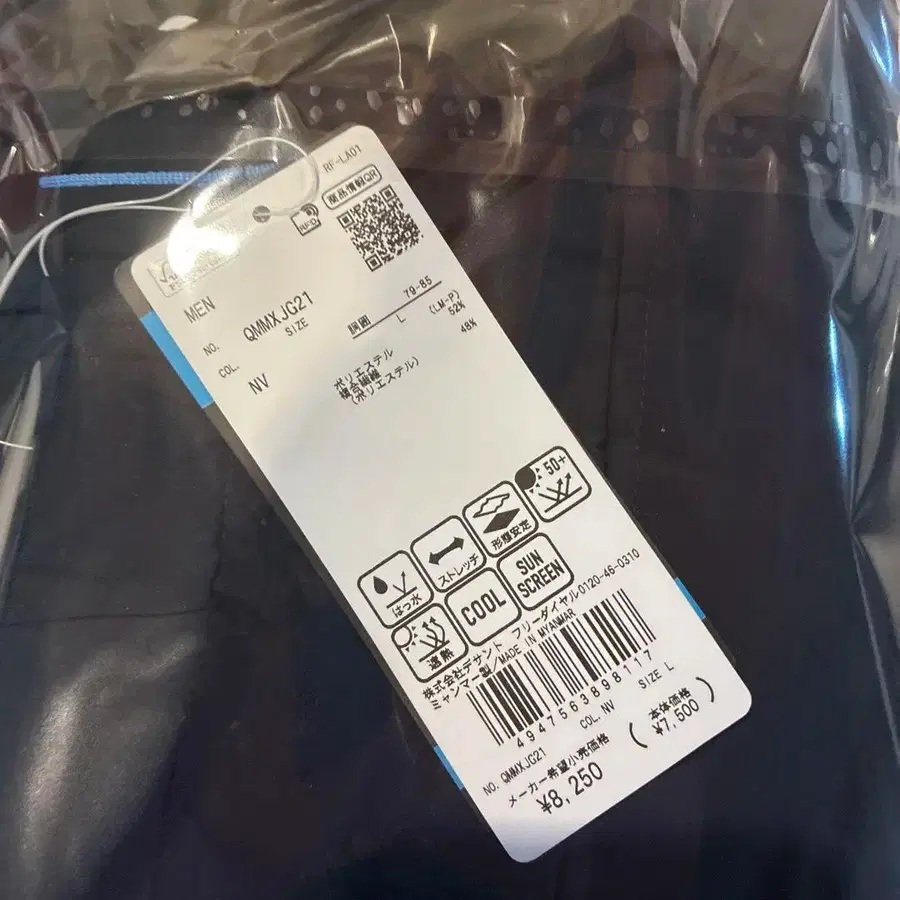 RF-LA01
商品情報QR
RFID
MEN
NO. QMMXJG21
SIZE 胴囲 79-85
L (LM-P)
COL. NV
ポリエステル 52%
複合繊維 48%
(ポリエステル)
50+
はっ水
ストレッチ
形態安定
遮熱
COOL
SUN
SCREEN
株式会社デサント フリーダイヤル0120-46-0310
ミャンマー製/MADE IN MYANMAR
4947563898117
NO. QMMXJG21 COL. NV SIZE L
メーカー希望小売価格
¥8,250
(本体価格
¥7,500)